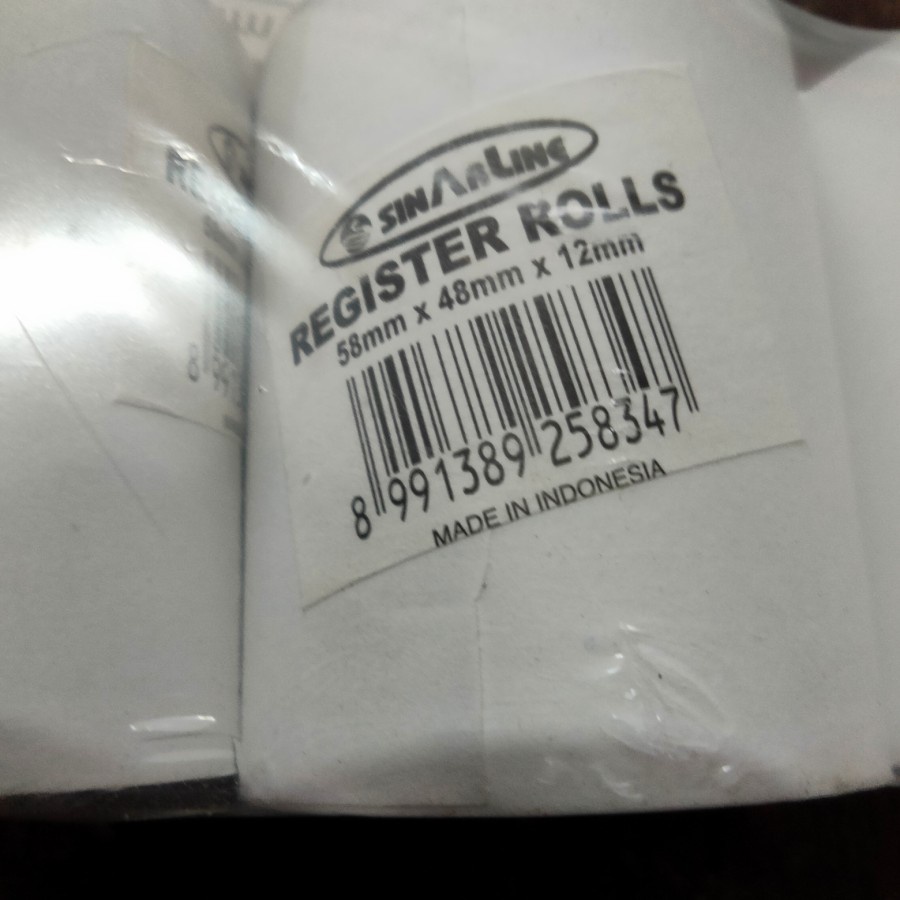 SINARLINE
REGISTER ROLLS
58mm x 48mm x 12mm
8 991389 258347
MADE IN INDONESIA